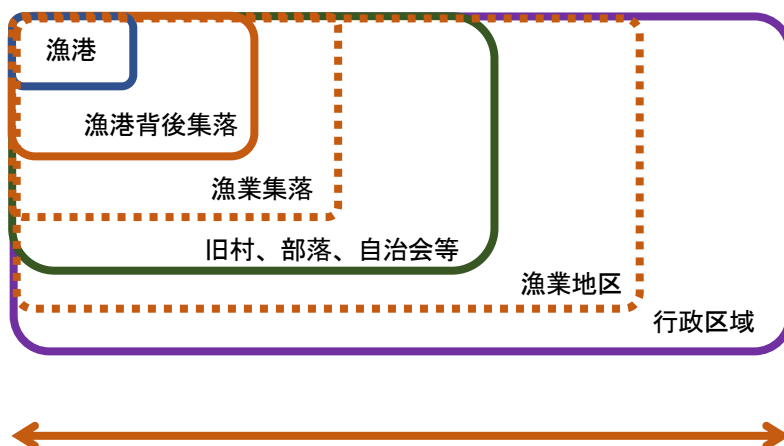 漁港
漁港背後集落
漁業集落
旧村、部落、自治会等
漁業地区
行政区域